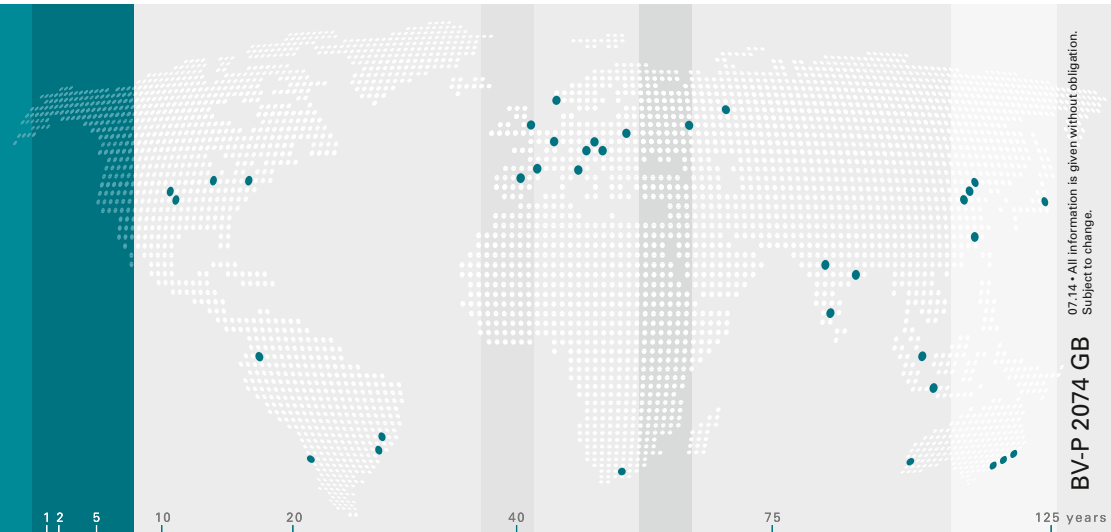 07.14 • All information is given without obligation.
Subject to change.
BV-P 2074 GB
1 2 5 10 20 40 75 125 years